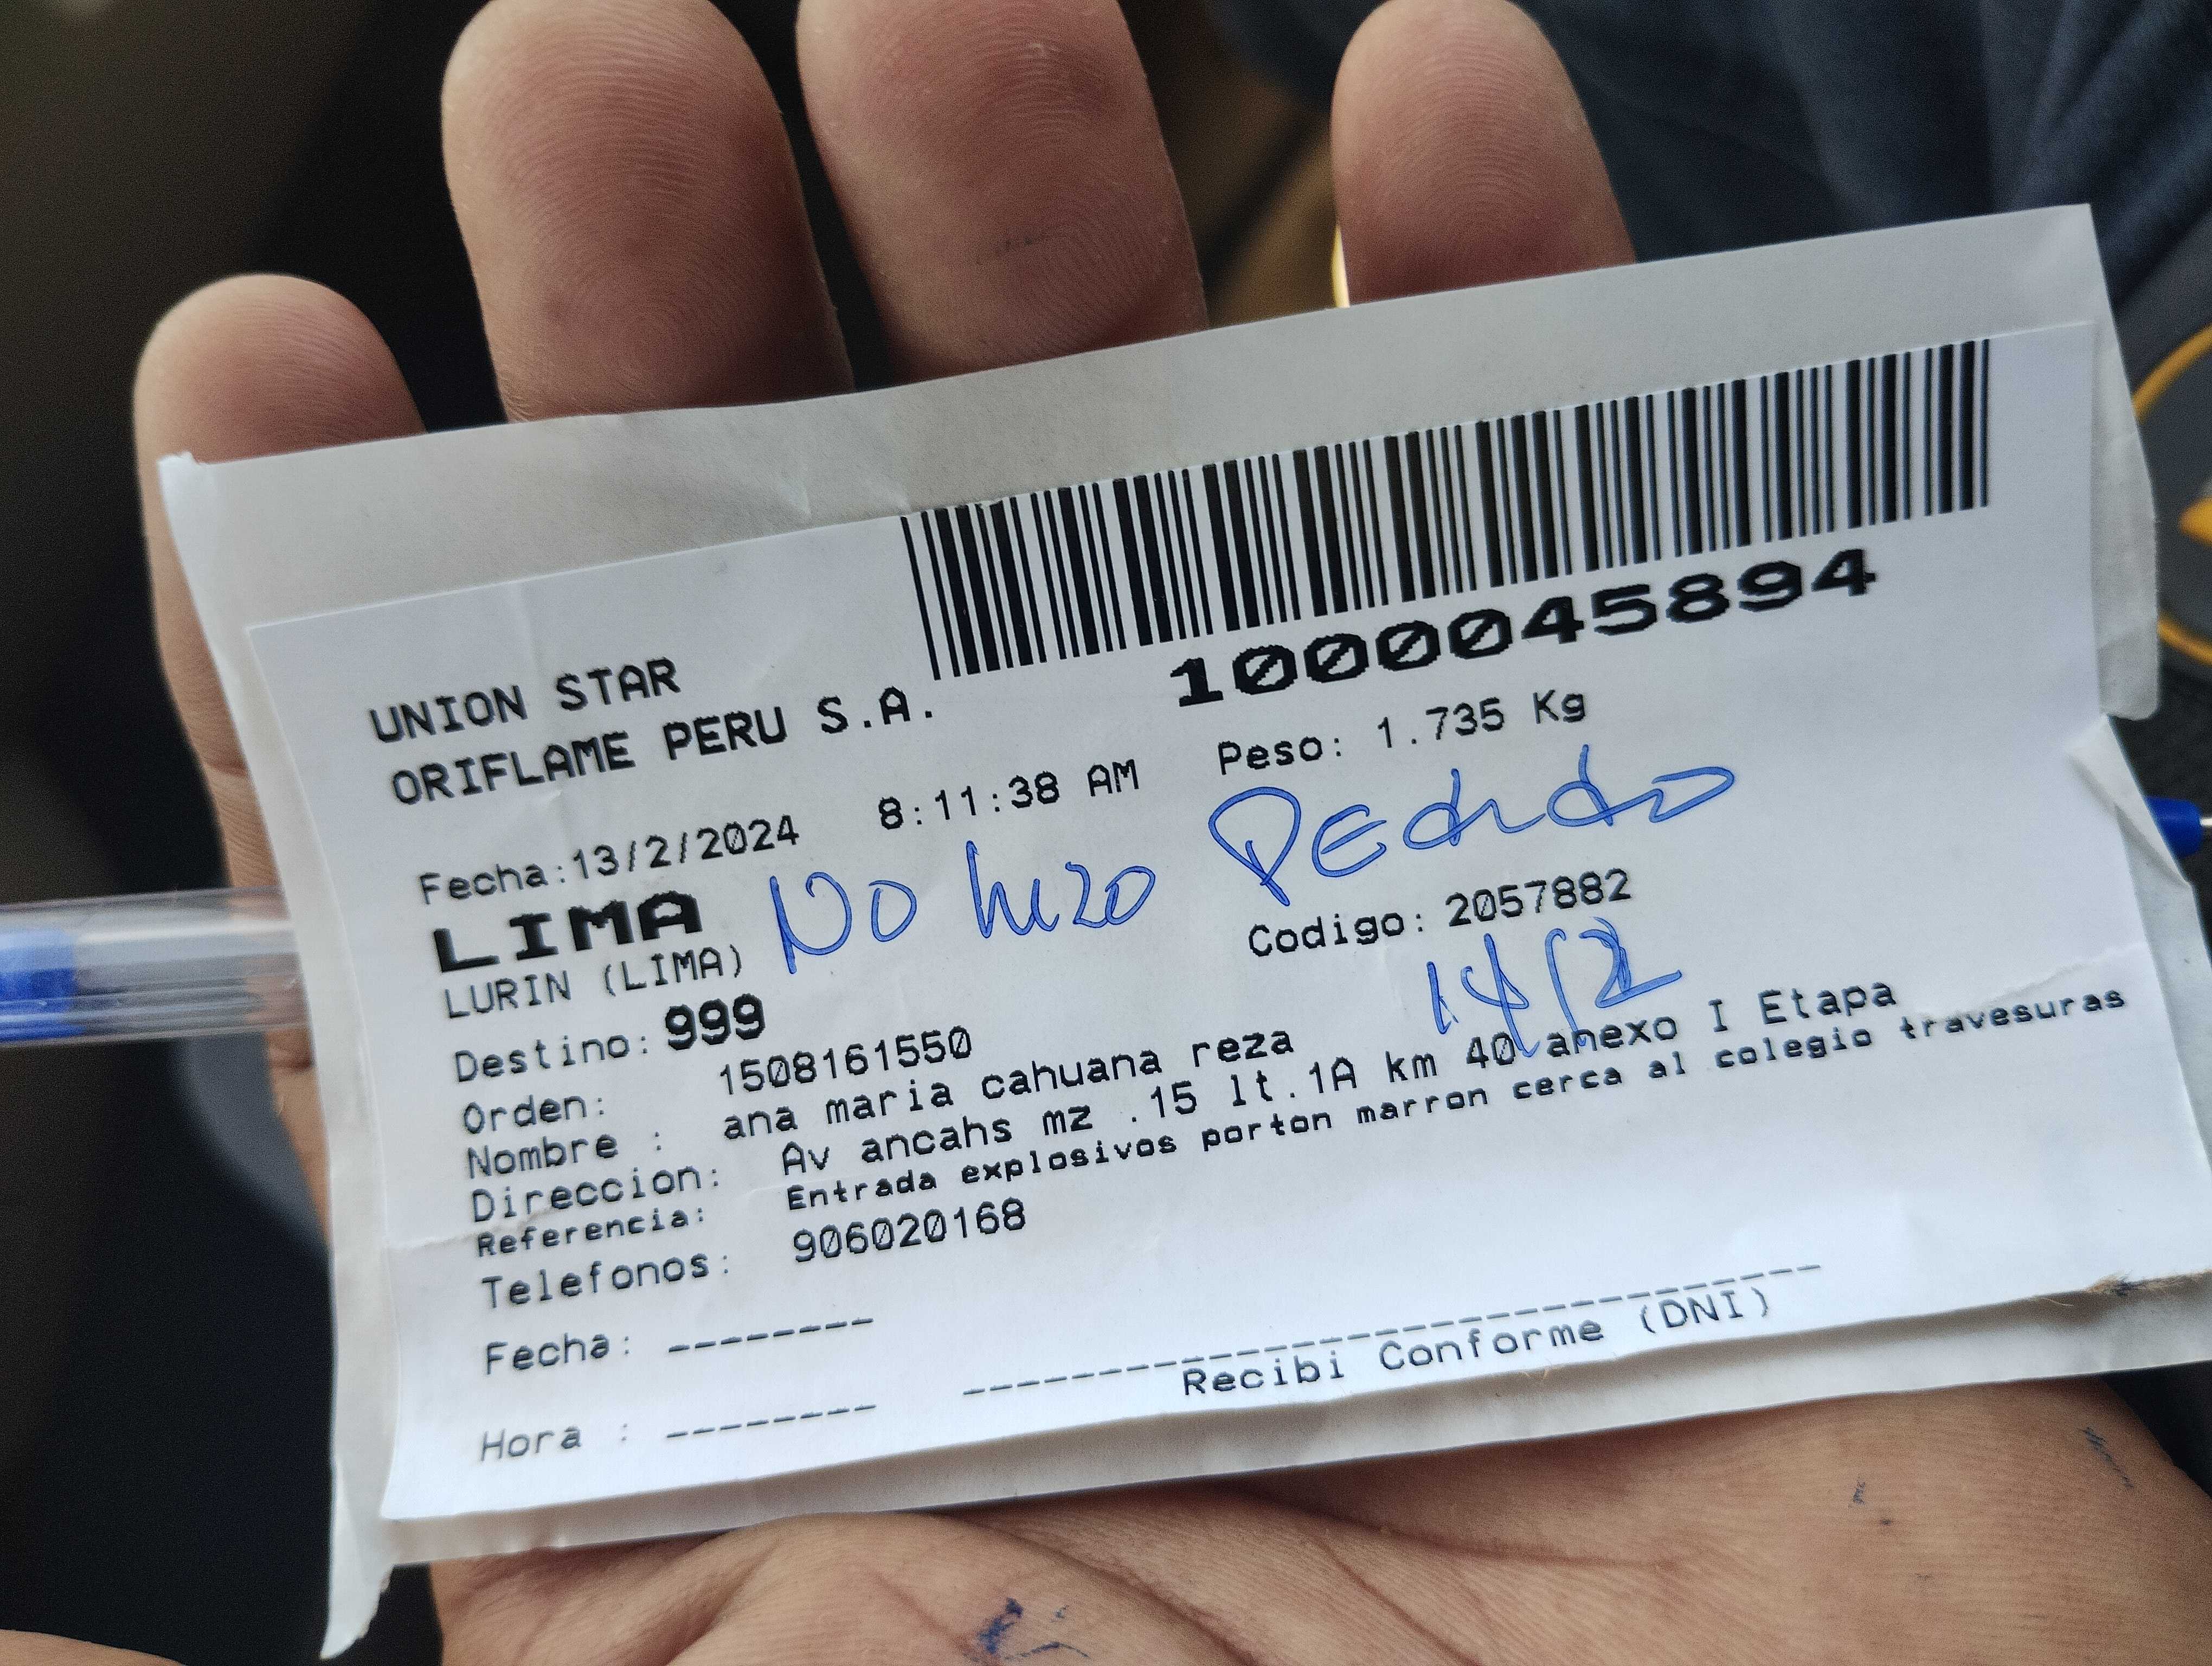 1000045894
UNION STAR
ORIFLAME PERU S.A.
Fecha:13/2/2024 8:11:38 AM Peso: 1.735 Kg
No hizo PEdido
LIMA
LURIN (LIMA) Codigo: 2057882
14/2
Destino: 999
Orden: 1508161550
Nombre : ana maria cahuana reza
Direccion: Av ancahs mz .15 lt.1A km 40 anexo I Etapa
Referencia: Entrada explosivos porton marron cerca al colegio travesuras
Telefonos: 906020168
Fecha: --------
Recibi Conforme (DNI)
Hora : --------